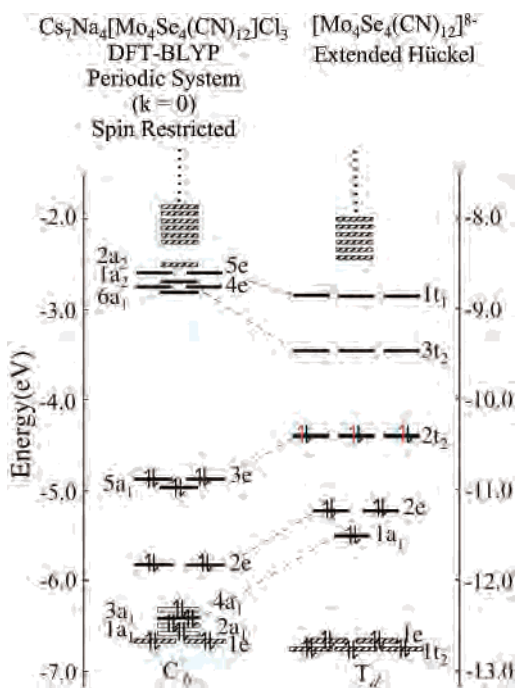 Cs₇Na₄[Mo₄Se₄(CN)₁₂]Cl₃
DFT-BLYP
Periodic System
(k = 0)
Spin Restricted
[Mo₄Se₄(CN)₁₂]⁸⁻
Extended Hückel
Energy(eV)
-2.0
-3.0
-4.0
-5.0
-6.0
-7.0
2a₂
1a₂
6a₁
5e
4e
5a₁
3e
2e
3a₁
4a₁
1a₁
2a₁
1e
1t₁
3t₂
2t₂
2e
1a₁
1e
1t₂
-8.0
-9.0
-10.0
-11.0
-12.0
-13.0